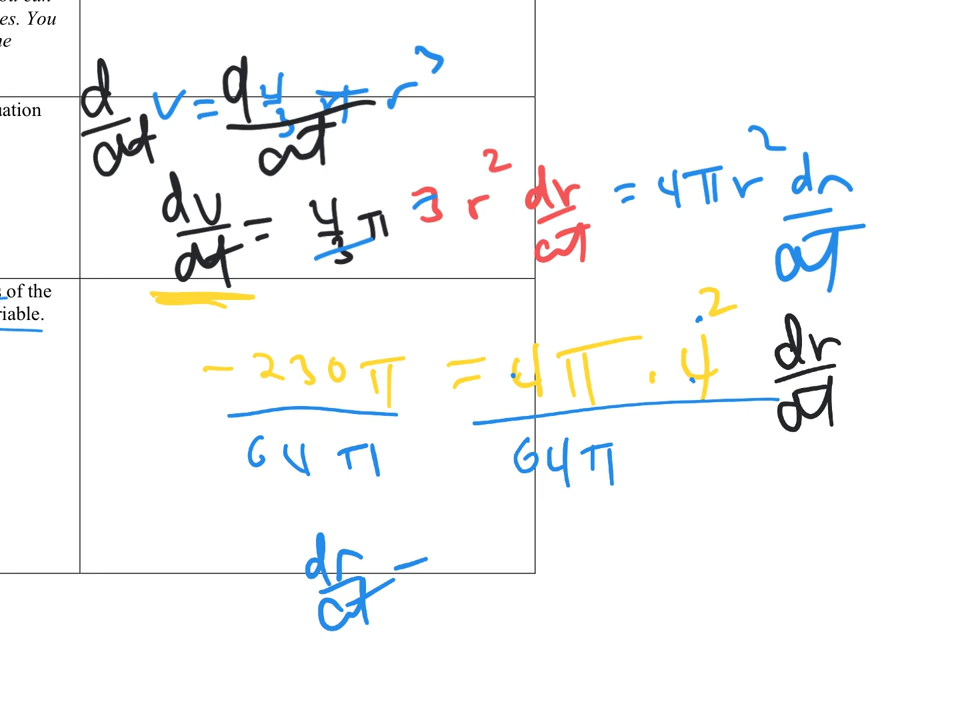 es. You
ne
uation
d/dt V = d 4/3 π r^3 / dt
dv/dt = 4/3 π 3 r^2 dr/dt = 4πr^2 dr/dt
of the
riable.
-230π = 4π · 4^2 dr/dt
64π 64π
dr/dt =